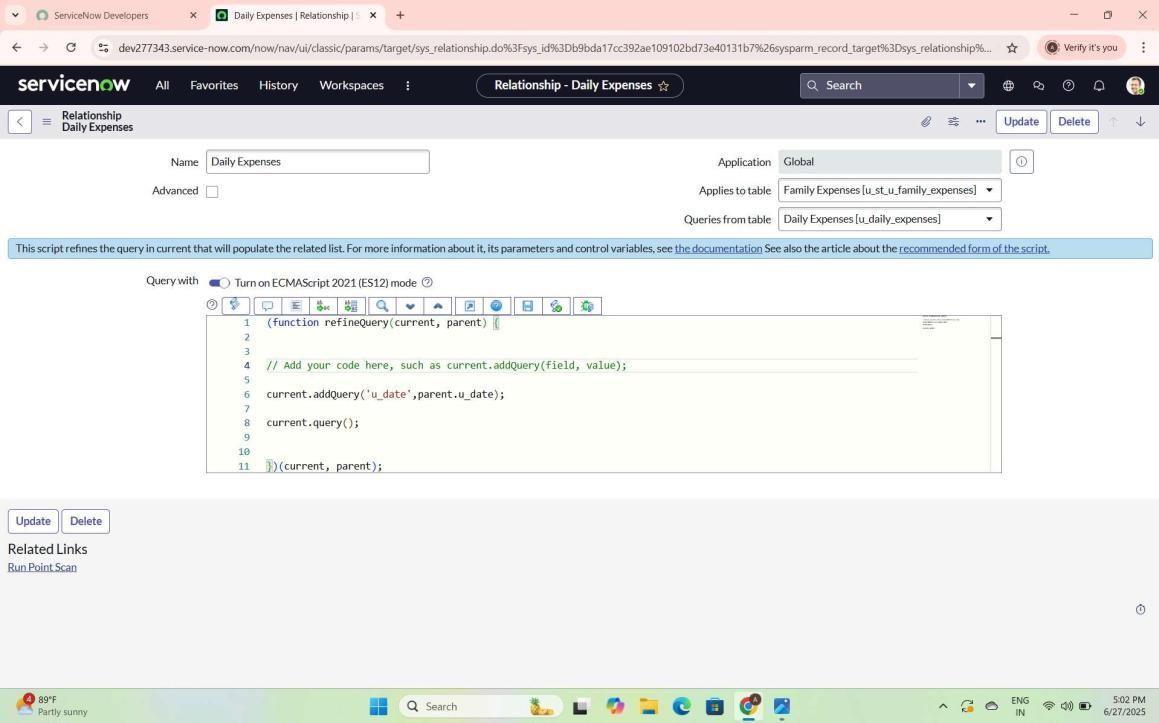 ServiceNow Developers
Daily Expenses | Relationship | S
dev277343.service-now.com/now/nav/ui/classic/params/target/sys_relationship.do%3Fsys_id%3Db9bda17cc392ae109102bd73e40131b7%26sysparm_record_target%3Dsys_relationship%...
Verify it's you
servicenow All Favorites History Workspaces
Relationship - Daily Expenses
Search
Relationship
Daily Expenses
Update Delete
Name Daily Expenses
Application Global
Advanced
Applies to table Family Expenses [u_st_u_family_expenses]
Queries from table Daily Expenses [u_daily_expenses]
This script refines the query in current that will populate the related list. For more information about it, its parameters and control variables, see the documentation See also the article about the recommended form of the script.
Query with Turn on ECMAScript 2021 (ES12) mode
1 (function refineQuery(current, parent) {
2
3
4 // Add your code here, such as current.addQuery(field, value);
5
6 current.addQuery('u_date',parent.u_date);
7
8 current.query();
9
10
11 })(current, parent);
Update Delete
Related Links
Run Point Scan
4
89°F
Partly sunny
Search
ENG
IN
5:02 PM
6/27/2025